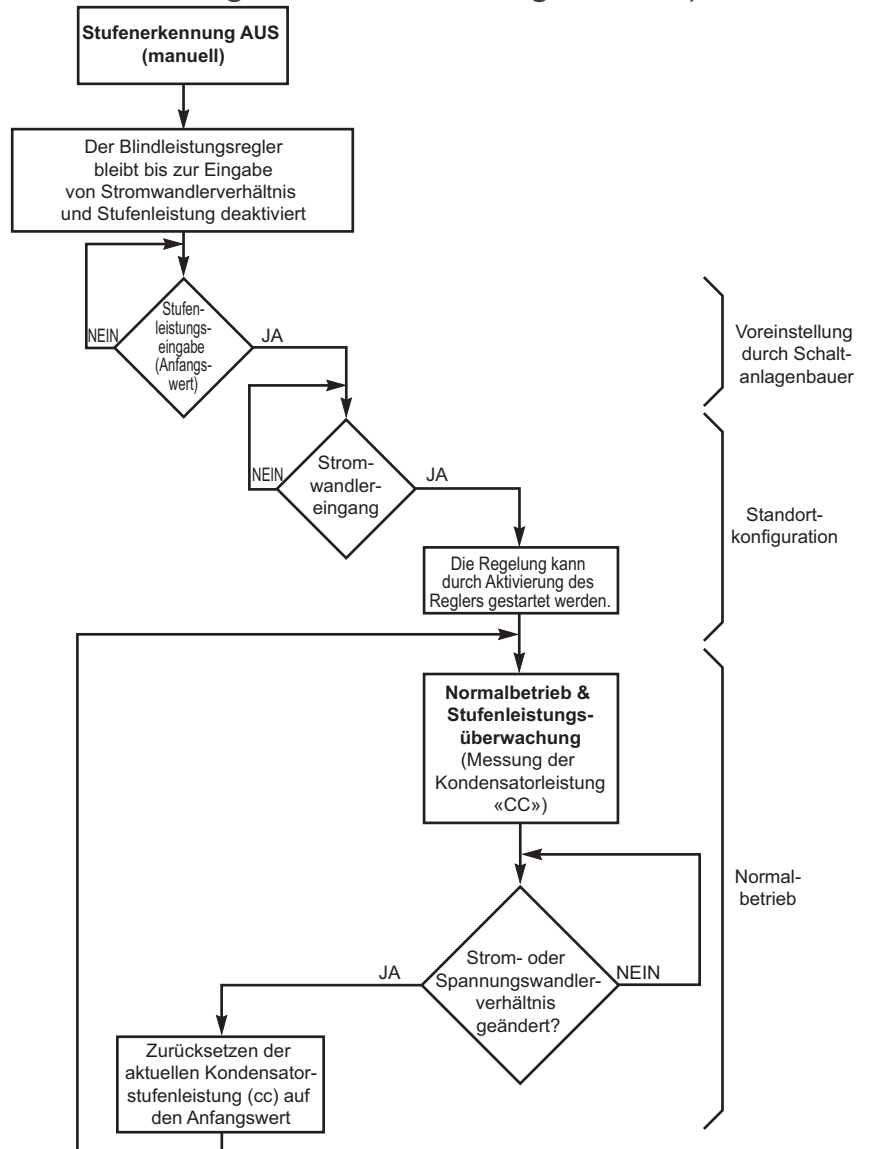 Stufenerkennung AUS
(manuell)
Der Blindleistungsregler
bleibt bis zur Eingabe
von Stromwandlerverhältnis
und Stufenleistung deaktiviert
Stufen-
leistungs-
eingabe
(Anfangs-
wert)
NEIN
JA
Voreinstellung
durch Schalt-
anlagenbauer
Strom-
wandler-
eingang
NEIN
JA
Standort-
konfiguration
Die Regelung kann
durch Aktivierung des
Reglers gestartet werden.
Normalbetrieb &
Stufenleistungs-
überwachung
(Messung der
Kondensatorleistung
«CC»)
Normal-
betrieb
Strom- oder
Spannungswandler-
verhältnis
geändert?
JA
NEIN
Zurücksetzen der
aktuellen Kondensator-
stufenleistung (cc) auf
den Anfangswert